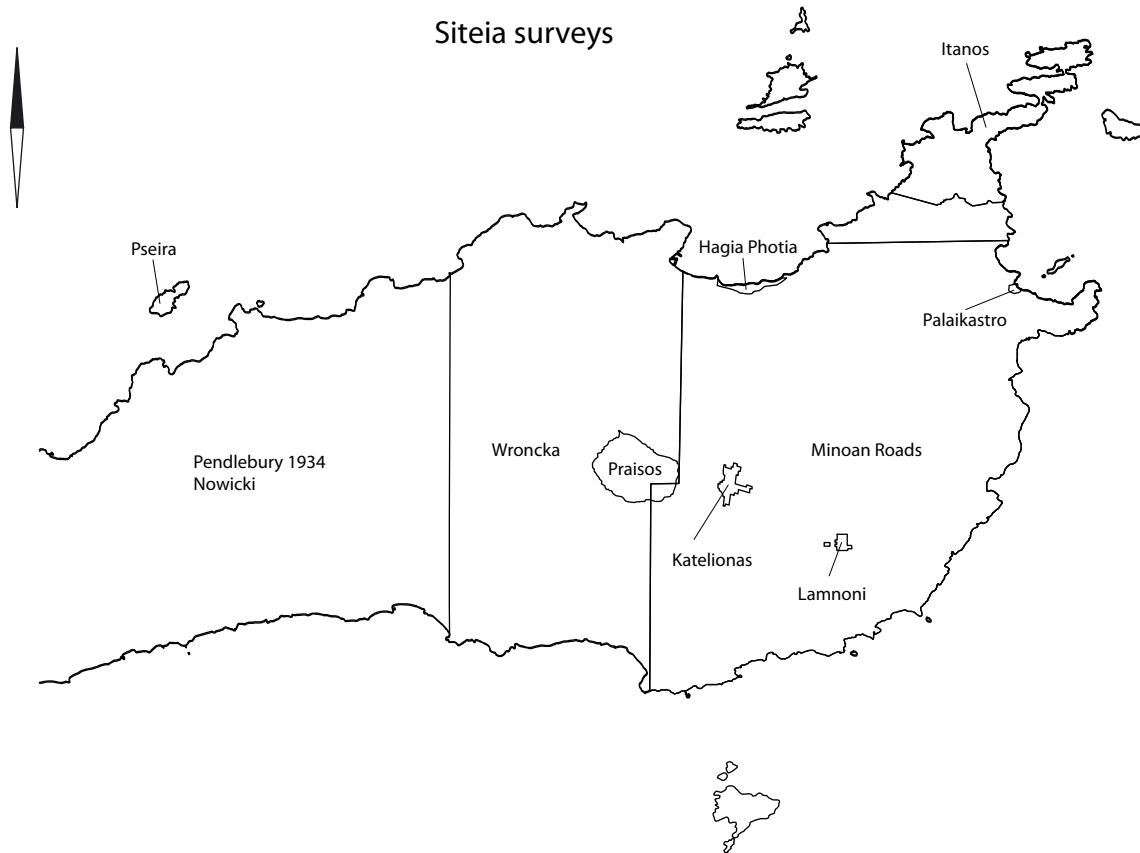 Siteia surveys
Itanos
Pseira
Hagia Photia
Palaikastro
Pendlebury 1934
Nowicki
Wroncka
Praisos
Minoan Roads
Katelionas
Lamnoni